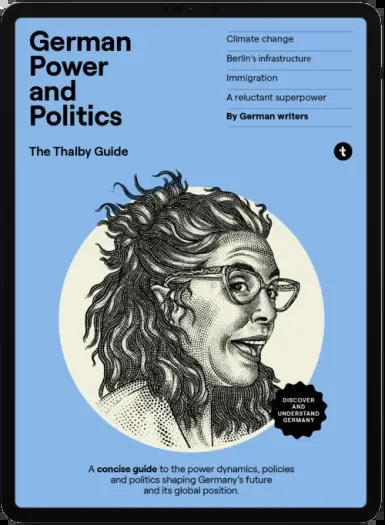 German
Power
and
Politics
The Thalby Guide
Climate change
Berlin's infrastructure
Immigration
A reluctant superpower
By German writers
t
DISCOVER
AND
UNDERSTAND
GERMANY
A concise guide to the power dynamics, policies
and politics shaping Germany's future
and its global position.